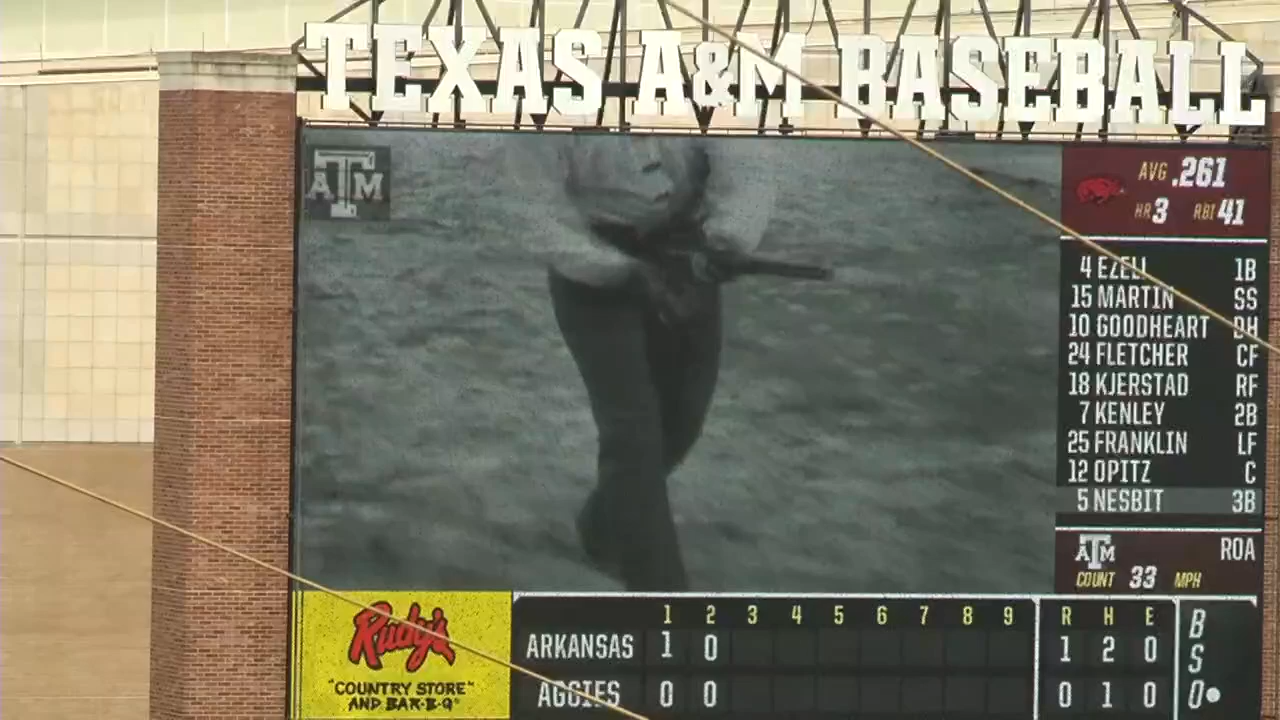 TEXAS A&M BASEBALL
ATM
AVG .261
HR 3 RBI 41
4 EZELL 1B
15 MARTIN SS
10 GOODHEART DH
24 FLETCHER CF
18 KJERSTAD RF
7 KENLEY 2B
25 FRANKLIN LF
12 OPITZ C
5 NESBIT 3B
ATM ROA
COUNT 33 MPH
Rudy's
"COUNTRY STORE"
AND BAR-B-Q"
1 2 3 4 5 6 7 8 9 R H E B
ARKANSAS 1 0 1 2 0 S
AGGIES 0 0 0 1 0 O